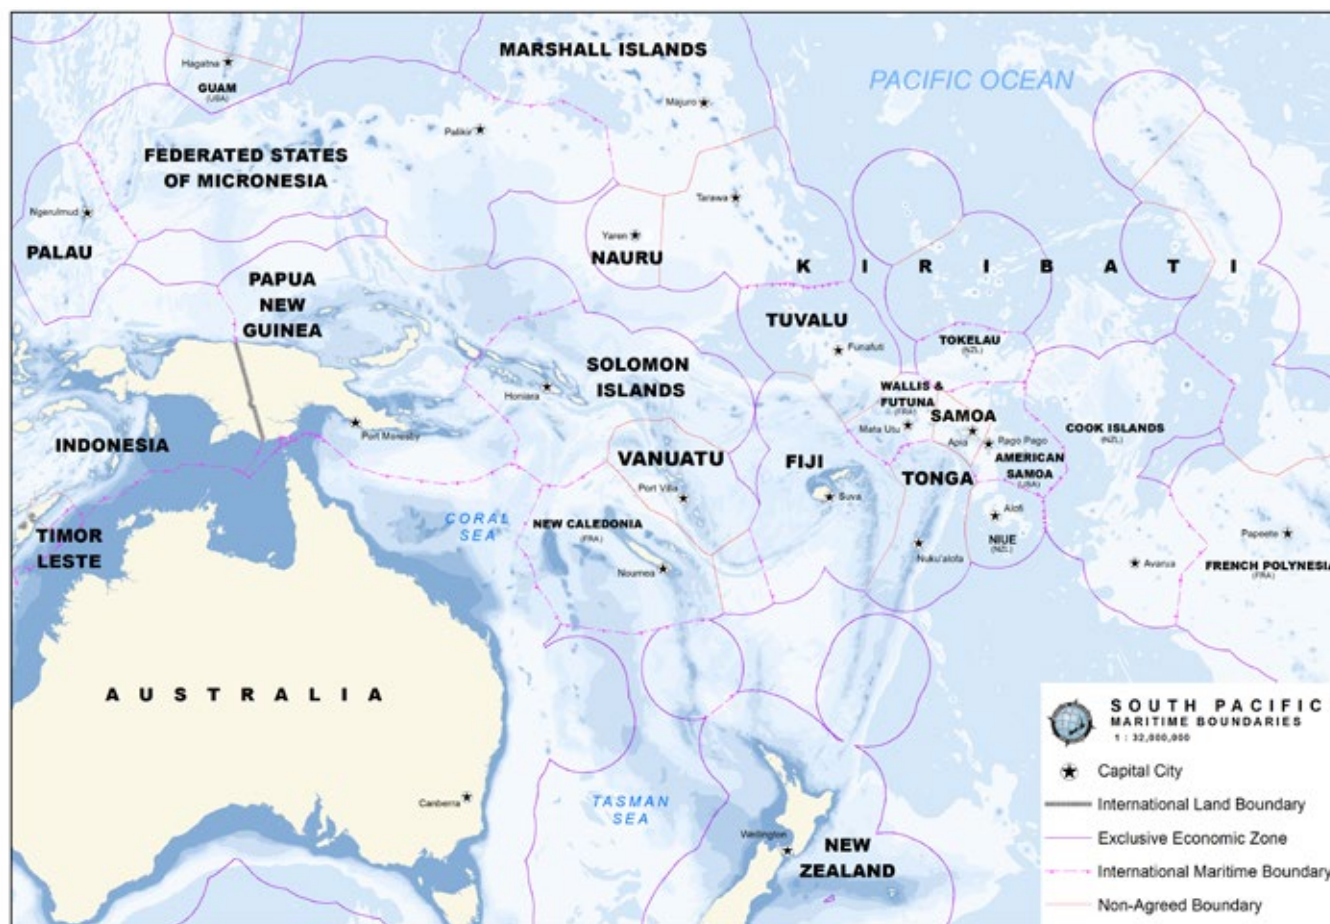 MARSHALL ISLANDS
PACIFIC OCEAN
Hagatna
GUAM
(USA)
Majuro
Palikir
FEDERATED STATES
OF MICRONESIA
Tarawa
Ngerulmud
Yaren
PALAU
NAURU
KIRIBATI
PAPUA
NEW
GUINEA
TUVALU
Funafuti
TOKELAU
(NZL)
SOLOMON
ISLANDS
Honiara
WALLIS &
FUTUNA
(FRA)
Mata Utu
SAMOA
Apia
Pago Pago
AMERICAN
SAMOA
(USA)
COOK ISLANDS
(NZL)
Port Moresby
INDONESIA
VANUATU
Port Villa
FIJI
Suva
TONGA
Alofi
NIUE
(NZL)
Nuku'alofa
CORAL
SEA
NEW CALEDONIA
(FRA)
Noumea
TIMOR
LESTE
Papeete
Avarua
FRENCH POLYNESIA
(FRA)
AUSTRALIA
Canberra
TASMAN
SEA
Wellington
NEW
ZEALAND
SOUTH PACIFIC
MARITIME BOUNDARIES
1 : 32,000,000
Capital City
International Land Boundary
Exclusive Economic Zone
International Maritime Boundary
Non-Agreed Boundary